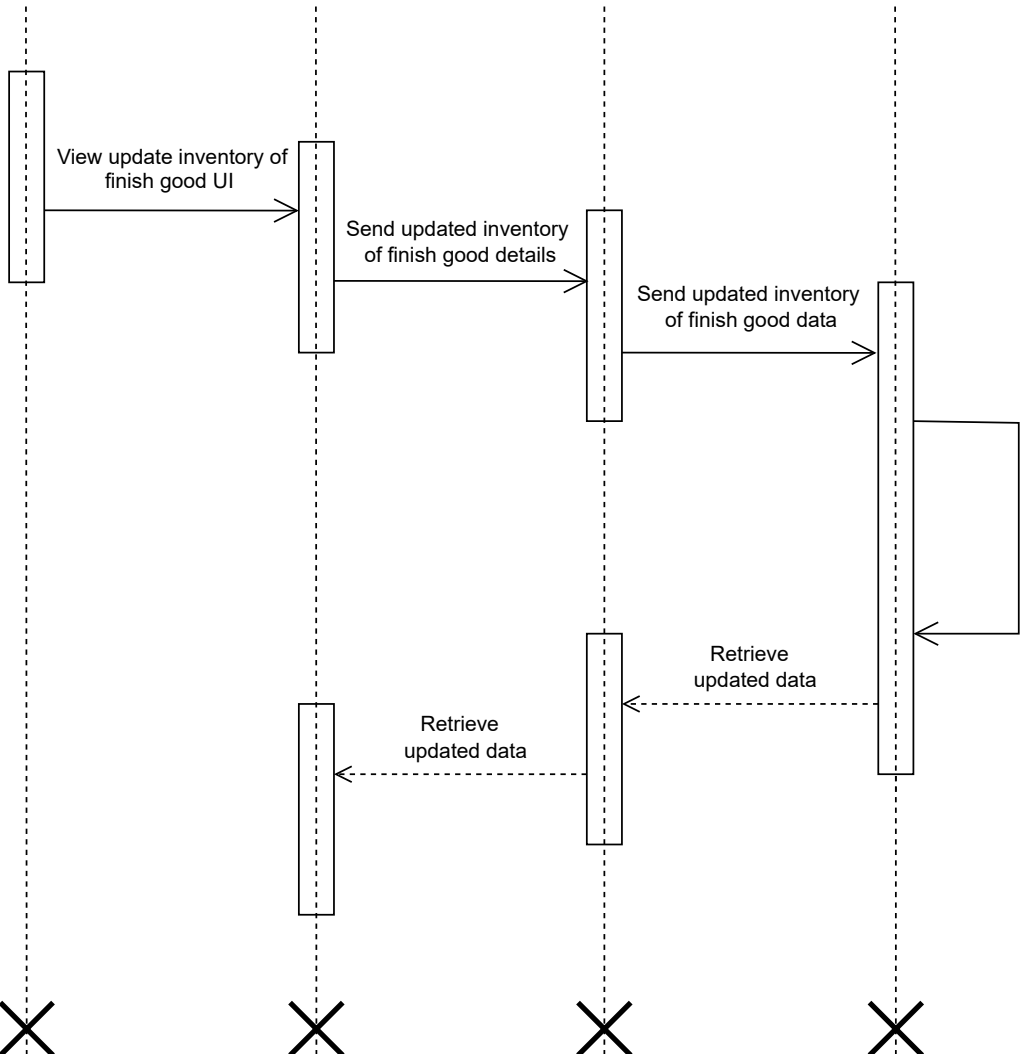 View update inventory of
finish good UI
Send updated inventory
of finish good details
Send updated inventory
of finish good data
Retrieve
updated data
Retrieve
updated data